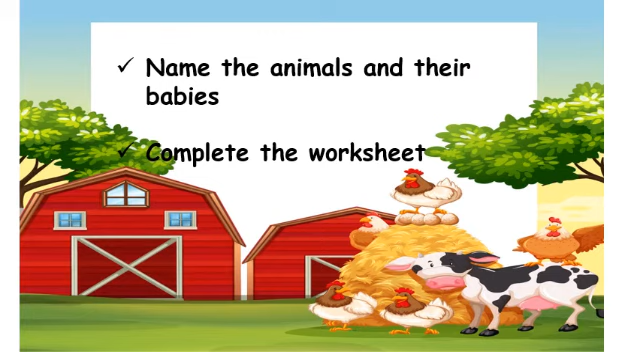 ✓ Name the animals and their
babies
✓ Complete the worksheet